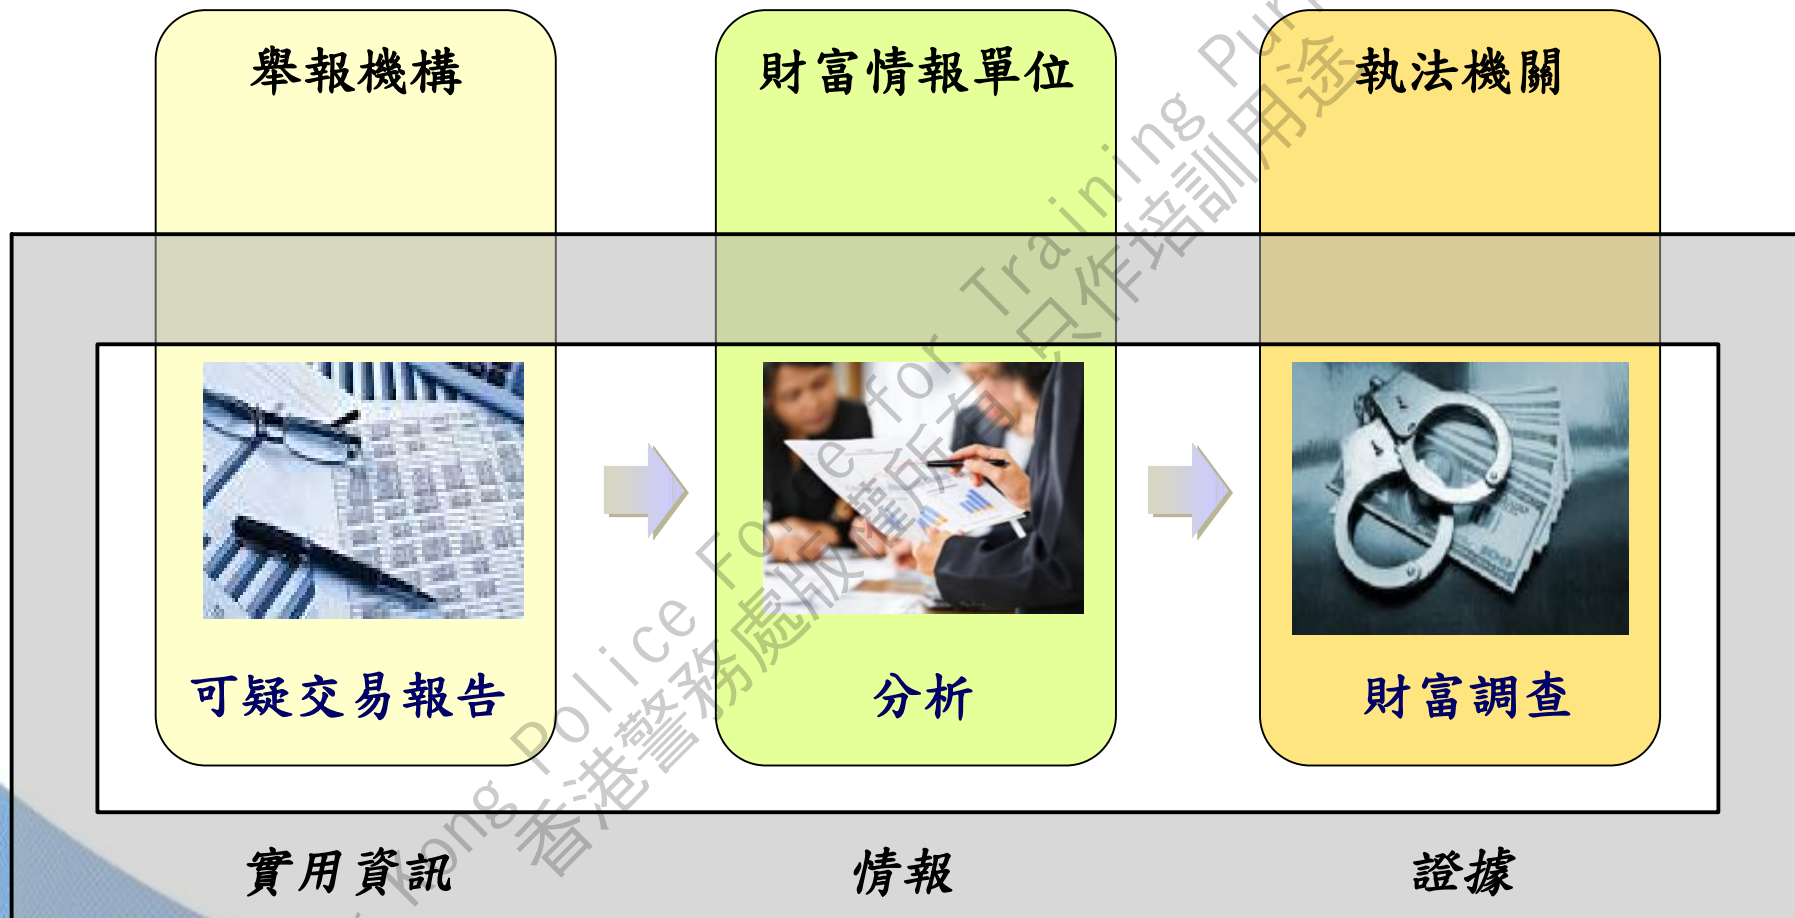 舉報機構
財富情報單位
執法機關
可疑交易報告
分析
財富調查
實用資訊
情報
證據
Kong Police Force for Training
香港警務處版權所有 只作培訓用途